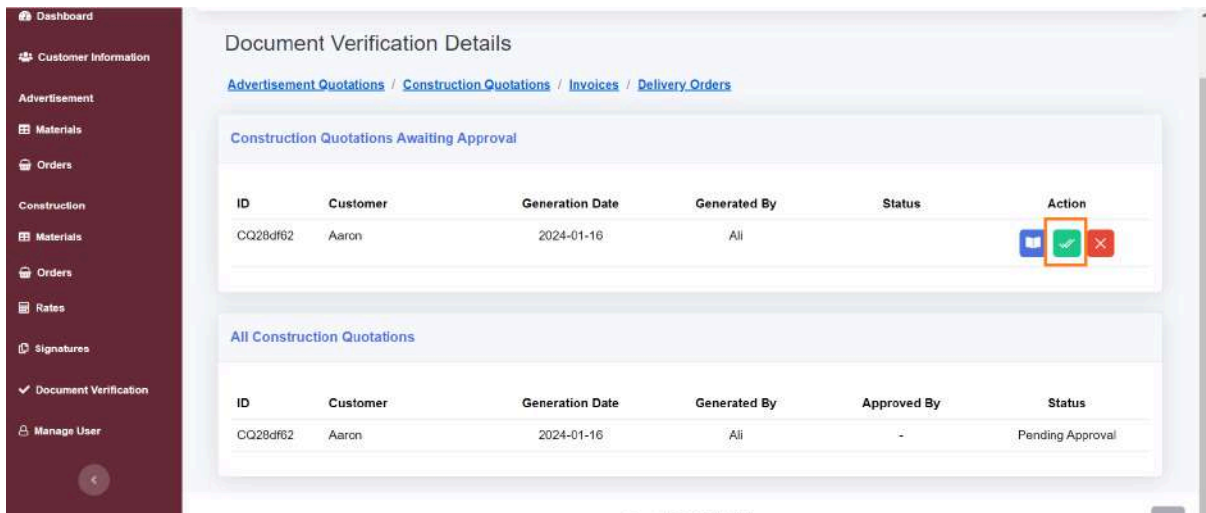 Dashboard
Customer Information
Advertisement
Materials
Orders
Construction
Materials
Orders
Rates
Signatures
Document Verification
Manage User
Document Verification Details
Advertisement Quotations / Construction Quotations / Invoices / Delivery Orders
Construction Quotations Awaiting Approval
ID Customer Generation Date Generated By Status Action
CQ28df62 Aaron 2024-01-16 Ali
All Construction Quotations
ID Customer Generation Date Generated By Approved By Status
CQ28df62 Aaron 2024-01-16 Ali - Pending Approval